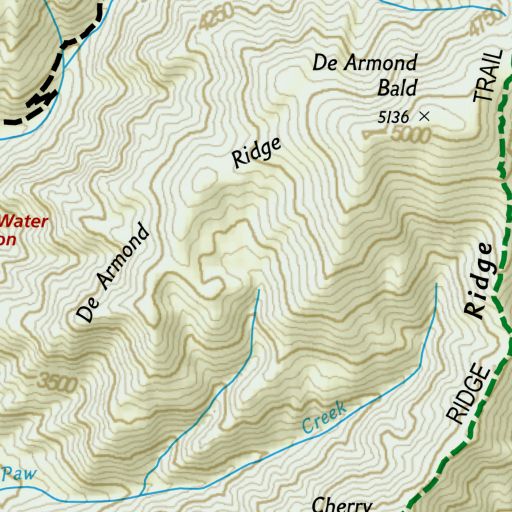 4250
4750
De Armond
Bald
5136 ×
5000
TRAIL
Ridge
De Armond
Water
on
Ridge
RIDGE
3500
Creek
Paw
Cherry